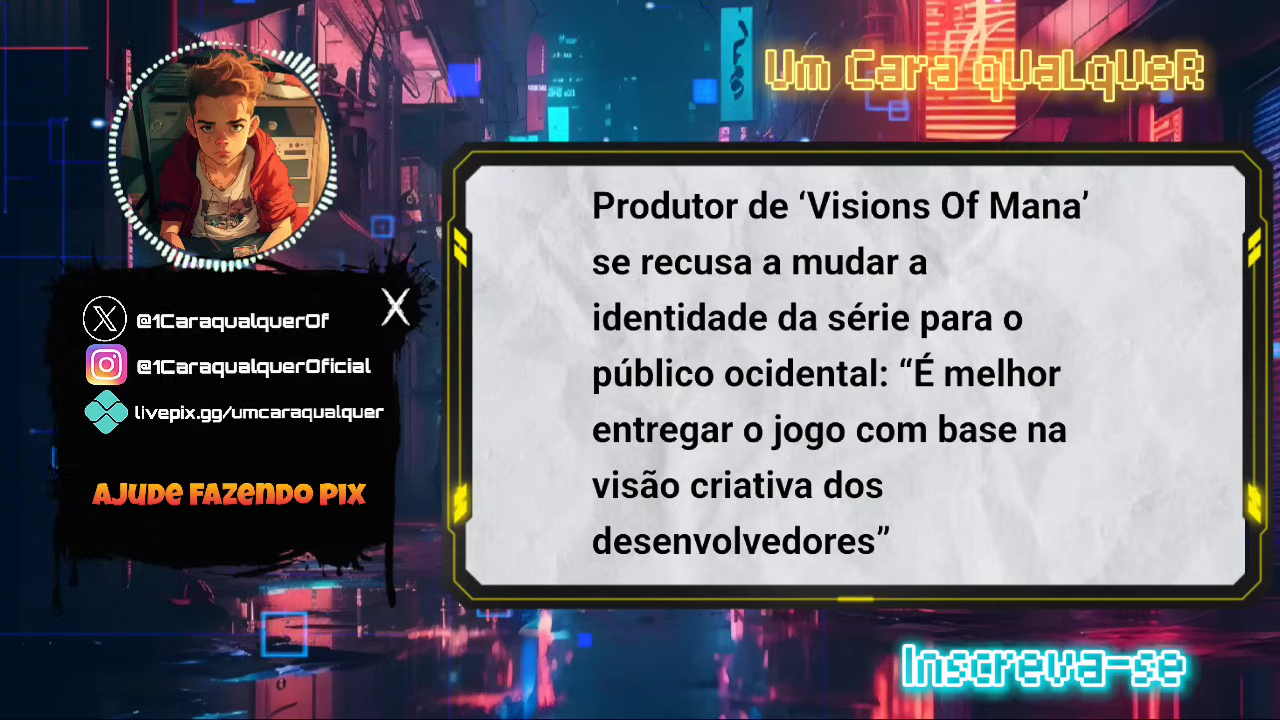 Um Cara qUaLqUeR
Produtor de ‘Visions Of Mana’
se recusa a mudar a
identidade da série para o
público ocidental: “É melhor
entregar o jogo com base na
visão criativa dos
desenvolvedores”
@1CaraqualquerOf
@1CaraqualquerOficial
livepix.gg/umcaraqualquer
Ajude Fazendo Pix
Inscreva-se